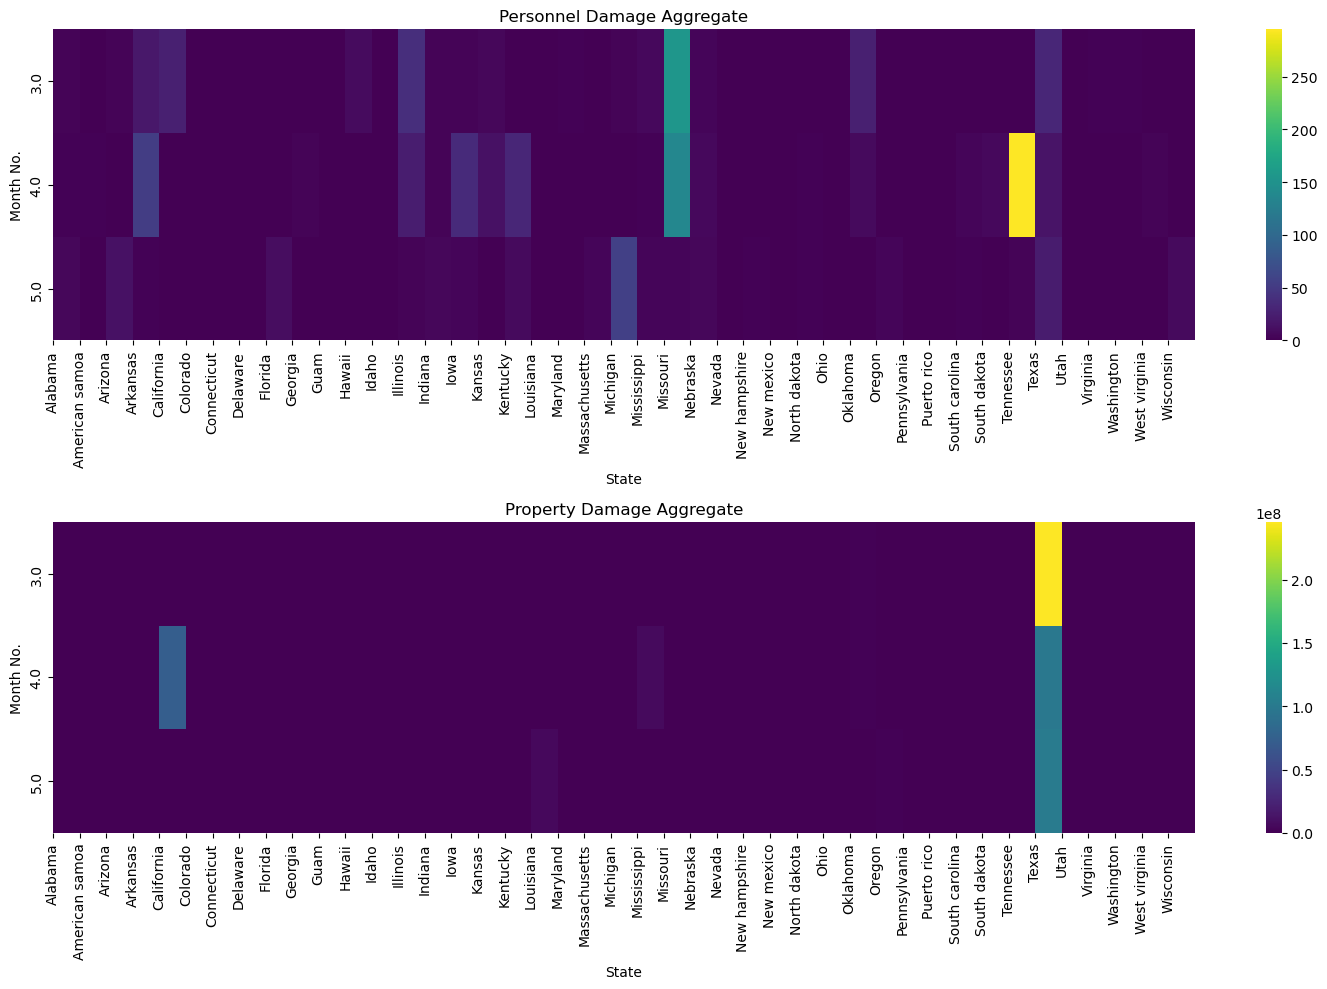 Personnel Damage Aggregate
Month No.
3.0
4.0
5.0
Alabama
American samoa
Arizona
Arkansas
California
Colorado
Connecticut
Delaware
Florida
Georgia
Guam
Hawaii
Idaho
Illinois
Indiana
Iowa
Kansas
Kentucky
Louisiana
Maryland
Massachusetts
Michigan
Mississippi
Missouri
Nebraska
Nevada
New hampshire
New mexico
North dakota
Ohio
Oklahoma
Oregon
Pennsylvania
Puerto rico
South carolina
South dakota
Tennessee
Texas
Utah
Virginia
Washington
West virginia
Wisconsin
State
250
200
150
100
50
0
Property Damage Aggregate
Month No.
3.0
4.0
5.0
Alabama
American samoa
Arizona
Arkansas
California
Colorado
Connecticut
Delaware
Florida
Georgia
Guam
Hawaii
Idaho
Illinois
Indiana
Iowa
Kansas
Kentucky
Louisiana
Maryland
Massachusetts
Michigan
Mississippi
Missouri
Nebraska
Nevada
New hampshire
New mexico
North dakota
Ohio
Oklahoma
Oregon
Pennsylvania
Puerto rico
South carolina
South dakota
Tennessee
Texas
Utah
Virginia
Washington
West virginia
Wisconsin
State
1e8
2.0
1.5
1.0
0.5
0.0